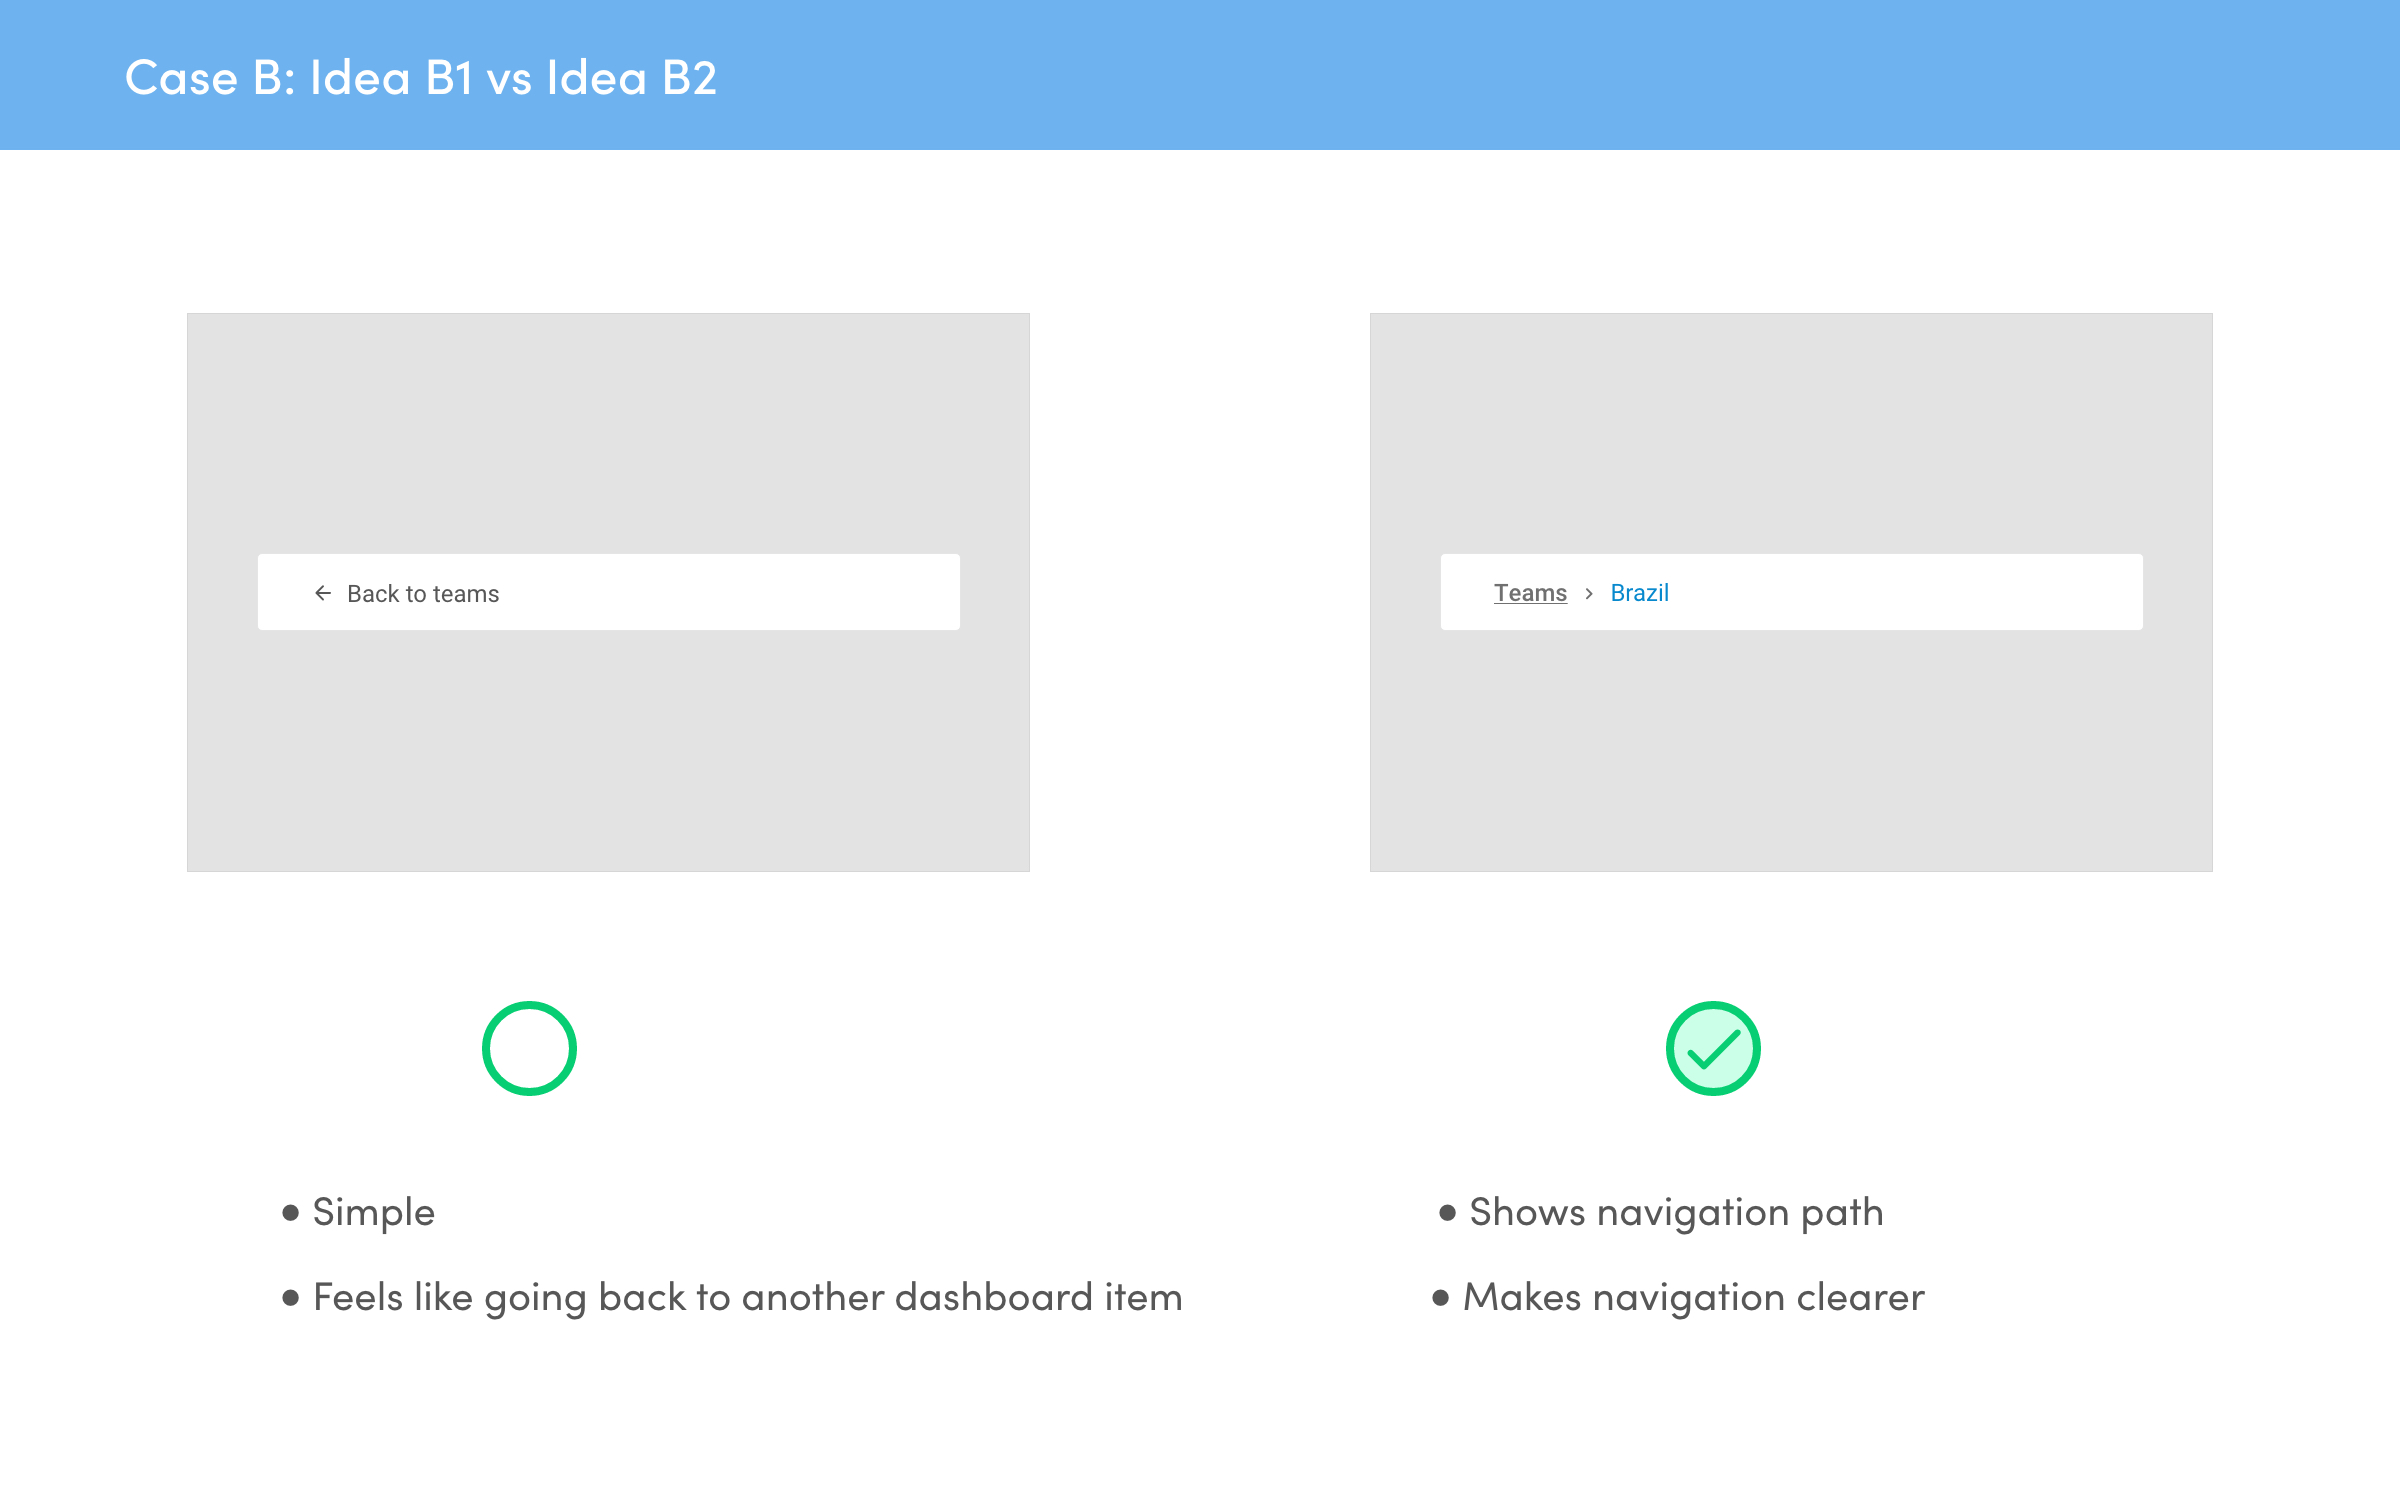 Case B: Idea B1 vs Idea B2
← Back to teams
Teams > Brazil
• Simple
• Feels like going back to another dashboard item
• Shows navigation path
• Makes navigation clearer